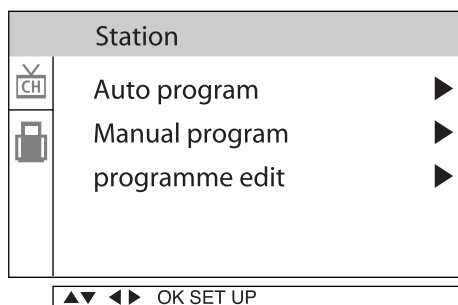 Station
CH
Auto program ▶
Manual program ▶
programme edit ▶
▲▼ ◀▶ OK SET UP